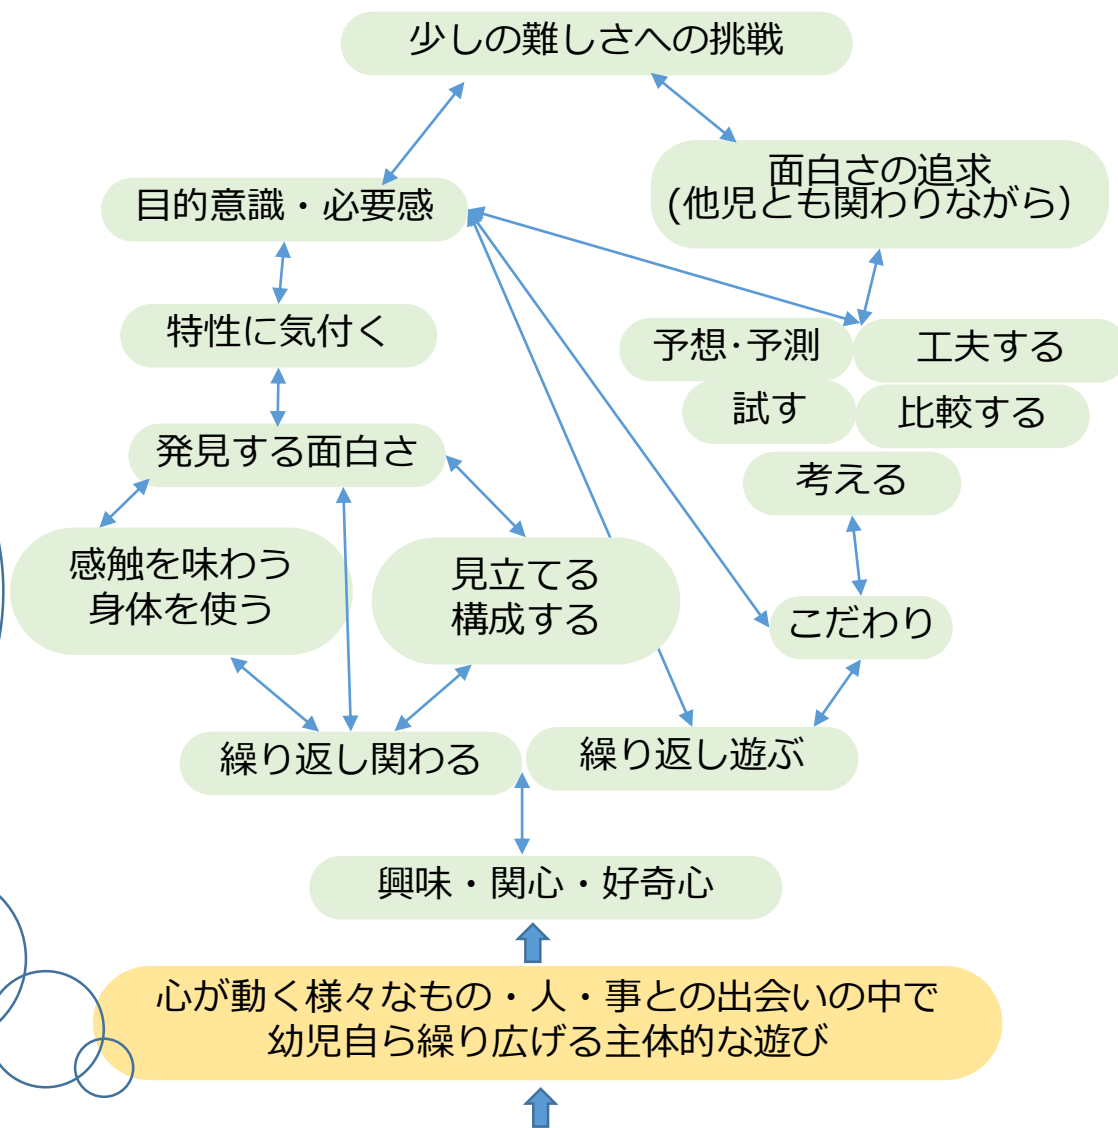 少しの難しさへの挑戦
面白さの追求
(他児とも関わりながら）
目的意識・必要感
特性に気付く
予想･予測
工夫する
試す
比較する
発見する面白さ
考える
感触を味わう
身体を使う
見立てる
構成する
こだわり
繰り返し関わる
繰り返し遊ぶ
興味・関心・好奇心
心が動く様々なもの・人・事との出会いの中で
幼児自ら繰り広げる主体的な遊び